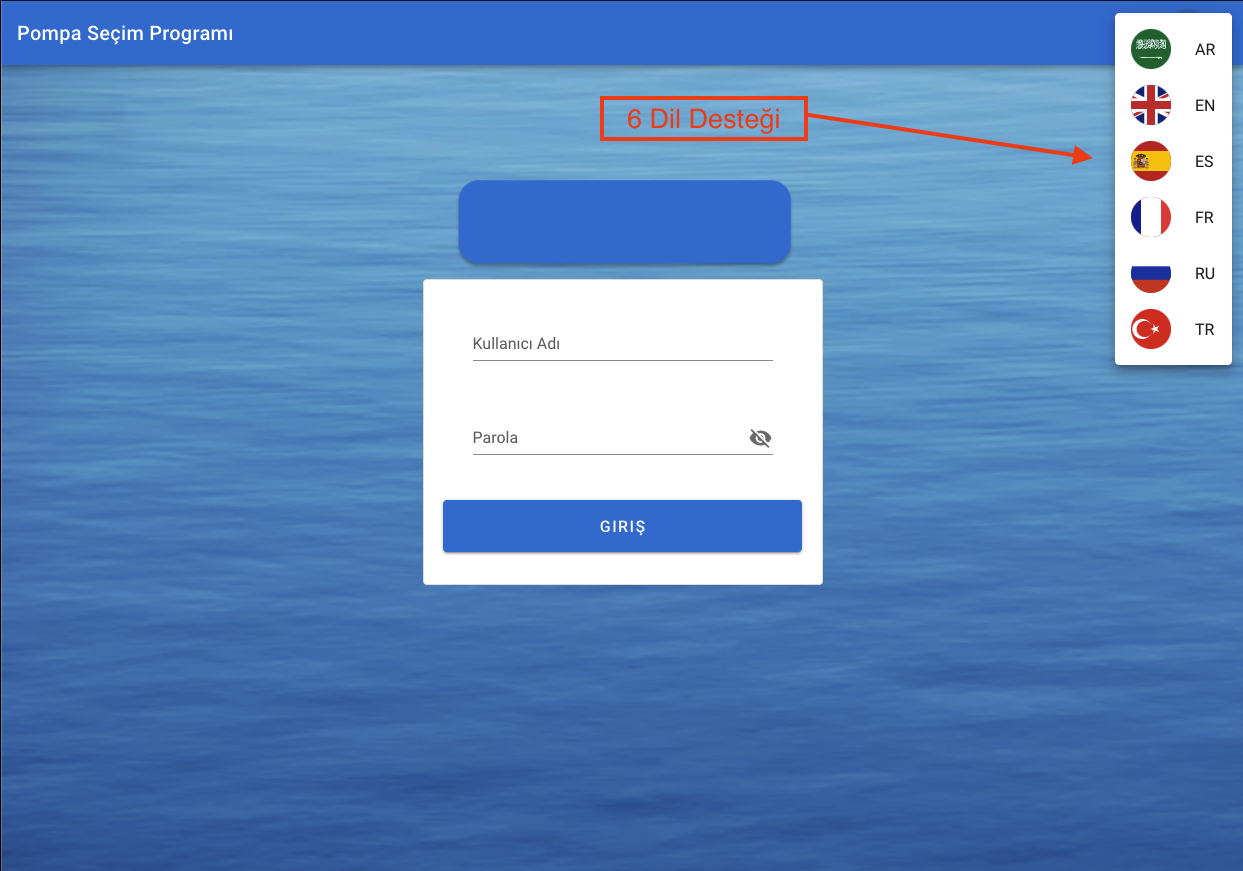 Pompa Seçim Programı
AR
EN
6 Dil Desteği
ES
FR
RU
TR
Kullanıcı Adı
Parola
GIRIŞ